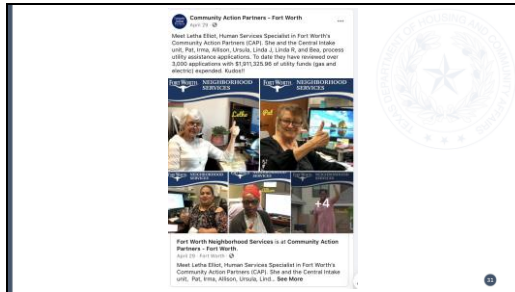 Community Action Partners - Fort Worth
April 29
Meet Letha Elliot, Human Services Specialist in Fort Worth's
Community Action Partners (CAP). She and the Central Intake
unit, Pat, Irma, Allison, Ursula, Linda J, Linda R, and Bea, process
utility assistance applications. To date they have reviewed over
3,000 applications with $1,911,325.96 of utility funds (gas and
electric) expended. Kudos!!
FORT WORTH. NEIGHBORHOOD
SERVICES
Letha
FORT WORTH. NEIGHBORHOOD
SERVICES
Pat
NEIGHBORHOOD
SERVICES
NEIGHBORHOOD
SERVICES
+4
Fort Worth Neighborhood Services is at Community Action
Partners - Fort Worth.
April 29 · Fort Worth
Meet Letha Elliot, Human Services Specialist in Fort Worth's
Community Action Partners (CAP). She and the Central Intake
unit, Pat, Irma, Allison, Ursula, Lind... See More
31